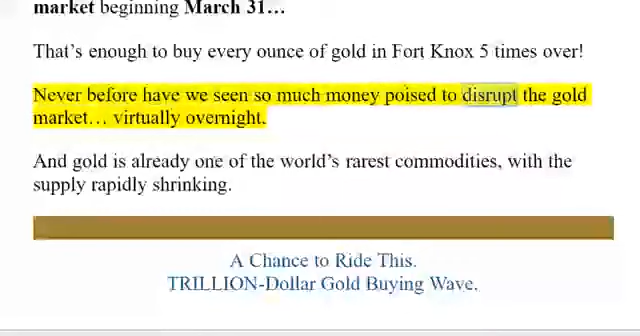 market beginning March 31…
That’s enough to buy every ounce of gold in Fort Knox 5 times over!
Never before have we seen so much money poised to disrupt the gold
market… virtually overnight.
And gold is already one of the world’s rarest commodities, with the
supply rapidly shrinking.
A Chance to Ride This.
TRILLION-Dollar Gold Buying Wave.